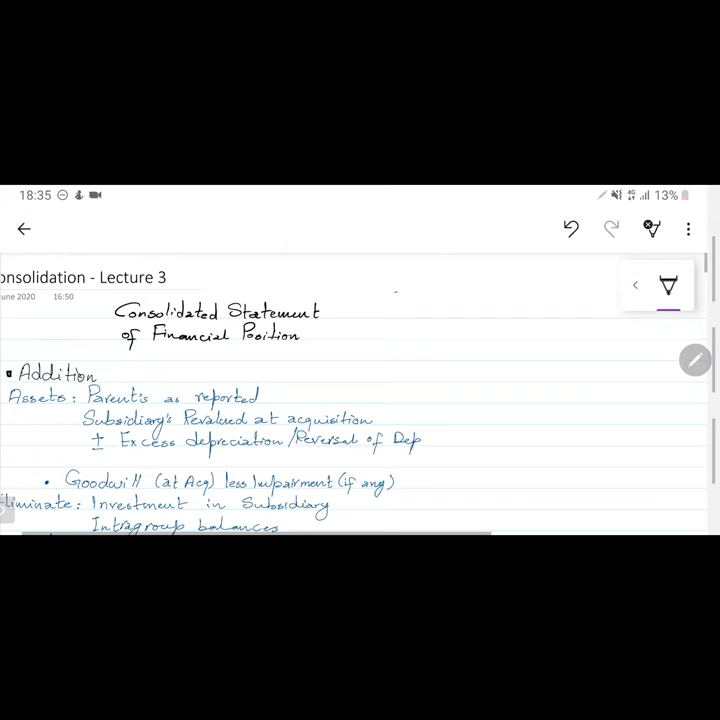 18:35 4G 13%
onsolidation - Lecture 3
une 2020 16:50
Consolidated Statement
of Financial Position
▪ Addition
Assets: Parent's as reported
Subsidiary's Revalued at acquisition
± Excess depreciation/Reversal of Dep
• Goodwill (at Acq) less Impairment (if any)
Eliminate: Investment in Subsidiary
Intragroup balances